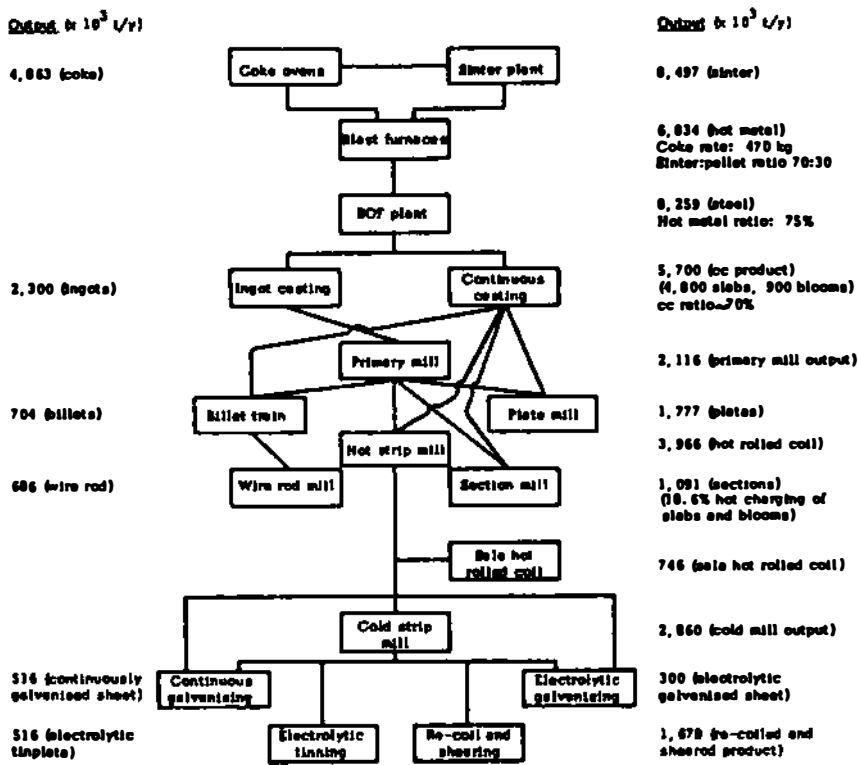 Output (x 10³ t/y)
Output (x 10³ t/y)
4,863 (coke)
Coke ovens
Sinter plant
8,497 (sinter)
Blast furnaces
6,834 (hot metal)
Coke rate: 470 kg
Sinter:pellet ratio 70:30
BOF plant
8,259 (steel)
Hot metal ratio: 75%
2,300 (ingots)
Ingot casting
Continuous
casting
5,700 (cc product)
(4,800 slabs, 900 blooms)
cc ratio~70%
Primary mill
2,116 (primary mill output)
704 (billets)
Billet train
Plate mill
1,777 (plates)
Hot strip mill
3,966 (hot rolled coil)
686 (wire rod)
Wire rod mill
Section mill
1,091 (sections)
(18.6% hot charging of
slabs and blooms)
Sale hot
rolled coil
746 (sale hot rolled coil)
Cold strip
mill
2,860 (cold mill output)
536 (continuously
galvanised sheet)
Continuous
galvanising
Electrolytic
galvanising
300 (electrolytic
galvanised sheet)
516 (electrolytic
tinplate)
Electrolytic
tinning
Re-coil and
shearing
1,678 (re-coiled and
sheared product)